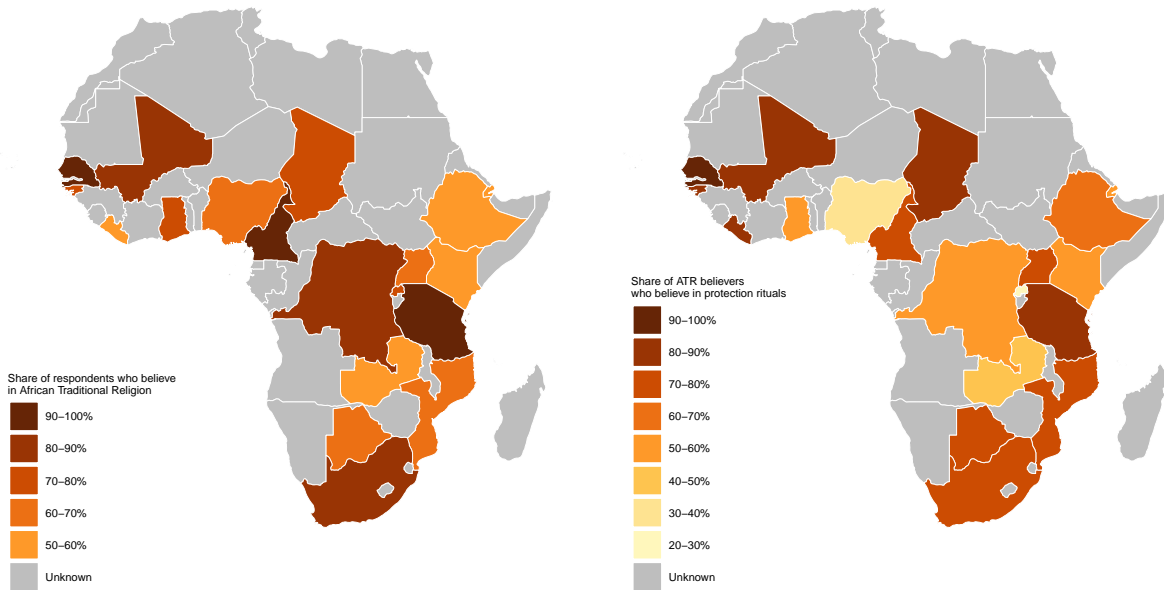 Share of respondents who believe
in African Traditional Religion
90–100%
80–90%
70–80%
60–70%
50–60%
Unknown
Share of ATR believers
who believe in protection rituals
90–100%
80–90%
70–80%
60–70%
50–60%
40–50%
30–40%
20–30%
Unknown